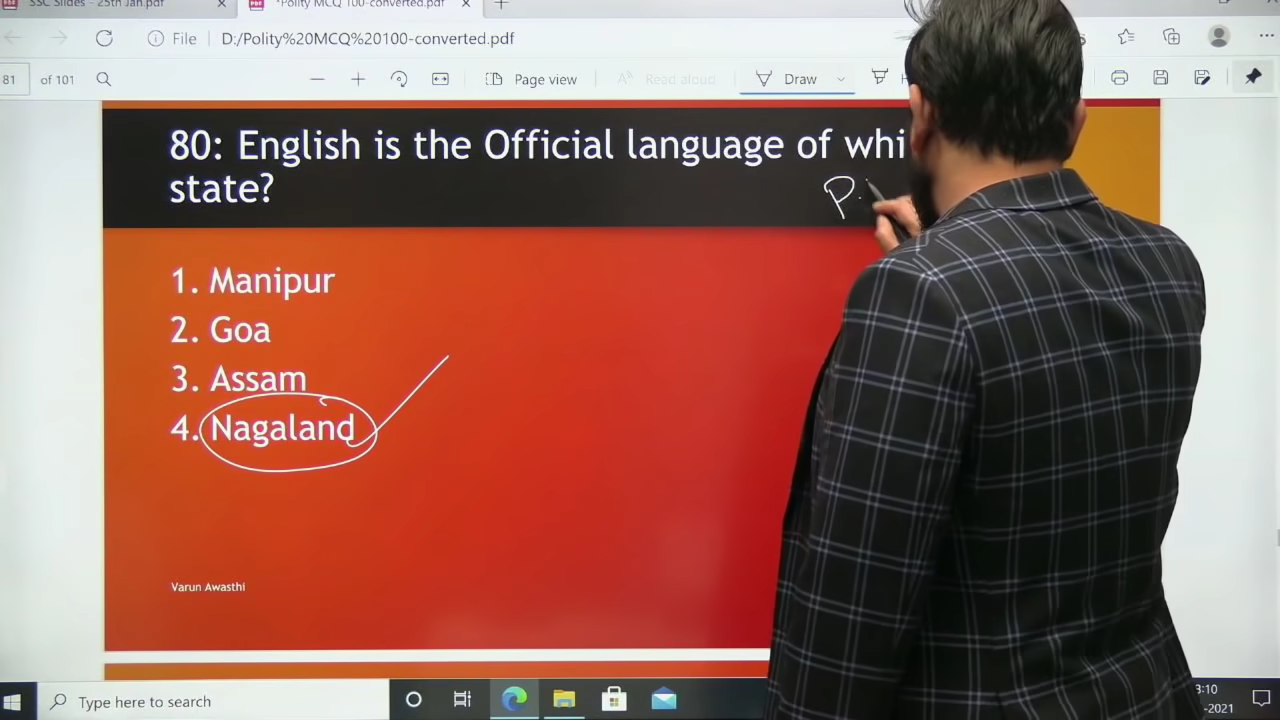 SSC Slides - 25th Jan.pdf
*Polity MCQ 100-converted.pdf
File
D:/Polity%20MCQ%20100-converted.pdf
81 of 101
Page view
Read aloud
Draw
80: English is the Official language of whi
state?
P.
1. Manipur
2. Goa
3. Assam
4. Nagaland
Varun Awasthi
Type here to search
3:10
-2021